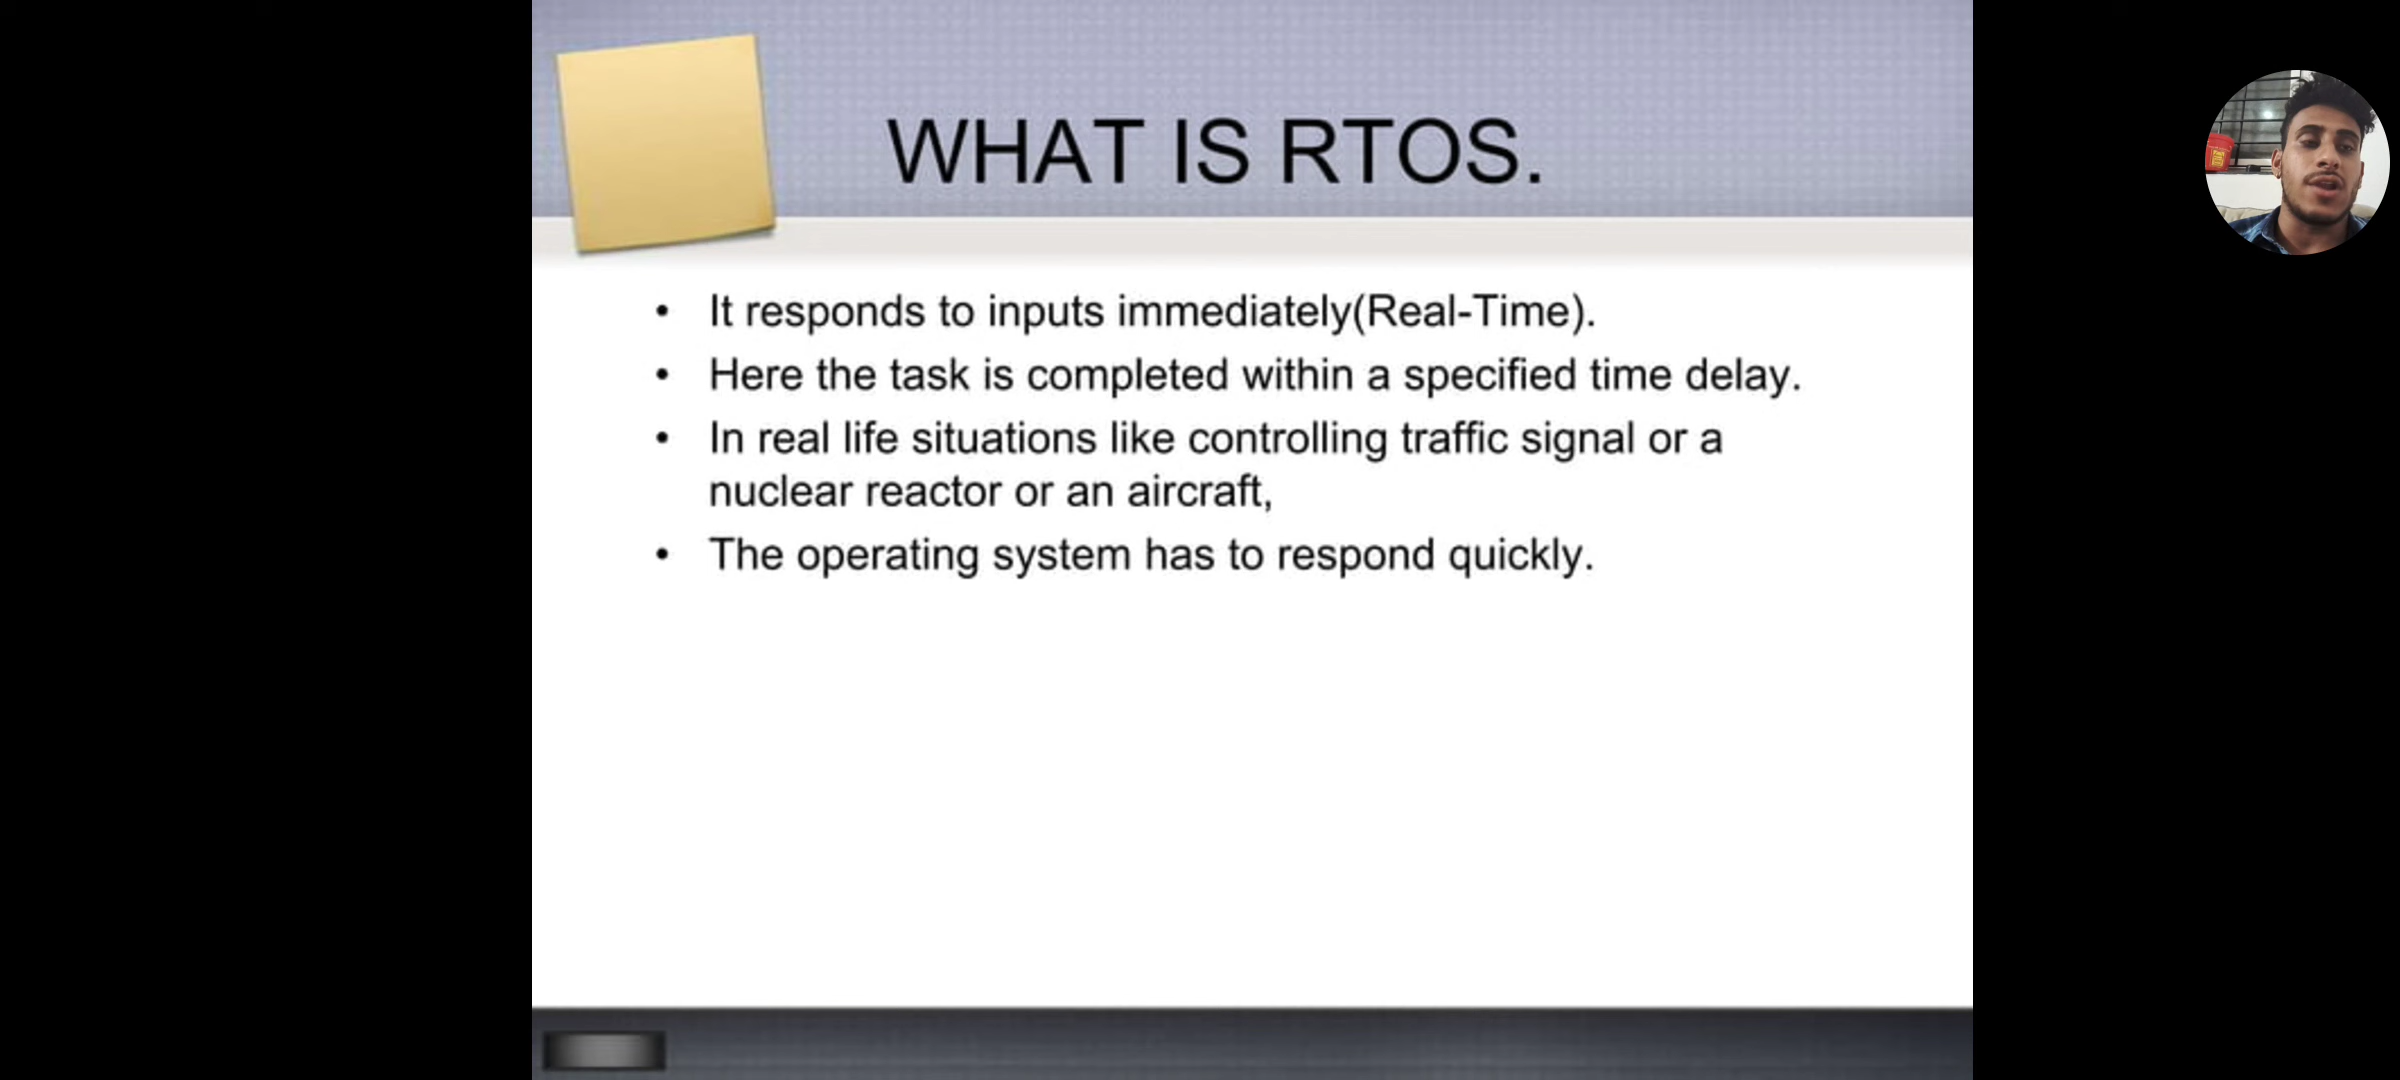 WHAT IS RTOS.
• It responds to inputs immediately(Real-Time).
• Here the task is completed within a specified time delay.
• In real life situations like controlling traffic signal or a
nuclear reactor or an aircraft,
• The operating system has to respond quickly.